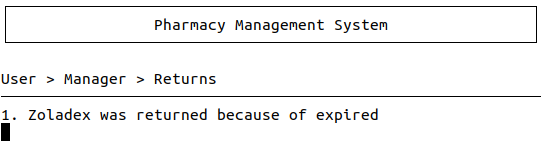 Pharmacy Management System
User > Manager > Returns
1. Zoladex was returned because of expired